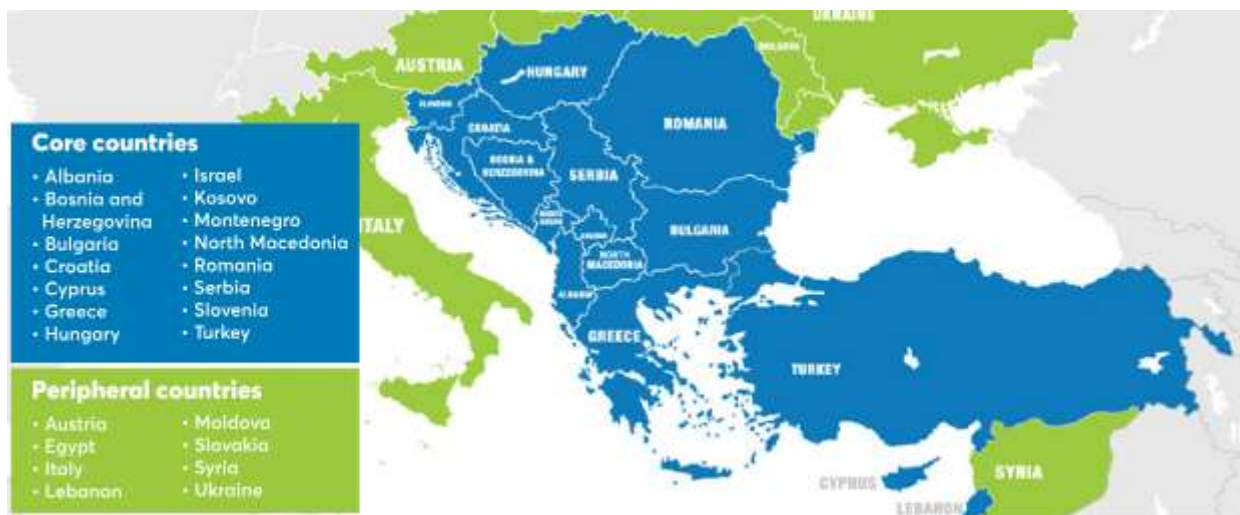 UKRAINE
AUSTRIA
HUNGARY
MOLDOVA
SLOVENIA
CROATIA
ROMANIA
BOSNIA &
HERZEGOVINA
SERBIA
ITALY
BULGARIA
NORTH
MACEDONIA
ALBANIA
GREECE
TURKEY
CYPRUS
SYRIA
LEBANON
Core countries
• Albania
• Bosnia and
Herzegovina
• Bulgaria
• Croatia
• Cyprus
• Greece
• Hungary
• Israel
• Kosovo
• Montenegro
• North Macedonia
• Romania
• Serbia
• Slovenia
• Turkey
Peripheral countries
• Austria
• Egypt
• Italy
• Lebanon
• Moldova
• Slovakia
• Syria
• Ukraine